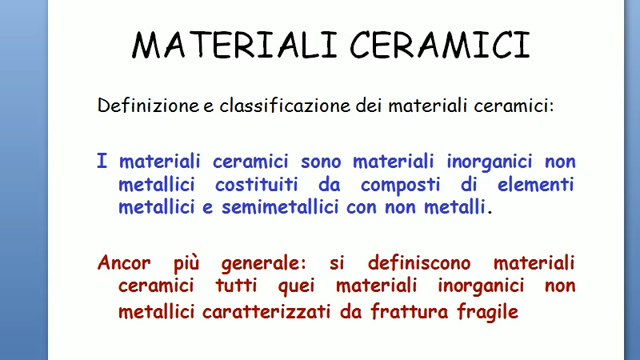 MATERIALI CERAMICI
Definizione e classificazione dei materiali ceramici:
I materiali ceramici sono materiali inorganici non
metallici costituiti da composti di elementi
metallici e semimetallici con non metalli.
Ancor più generale: si definiscono materiali
ceramici tutti quei materiali inorganici non
metallici caratterizzati da frattura fragile